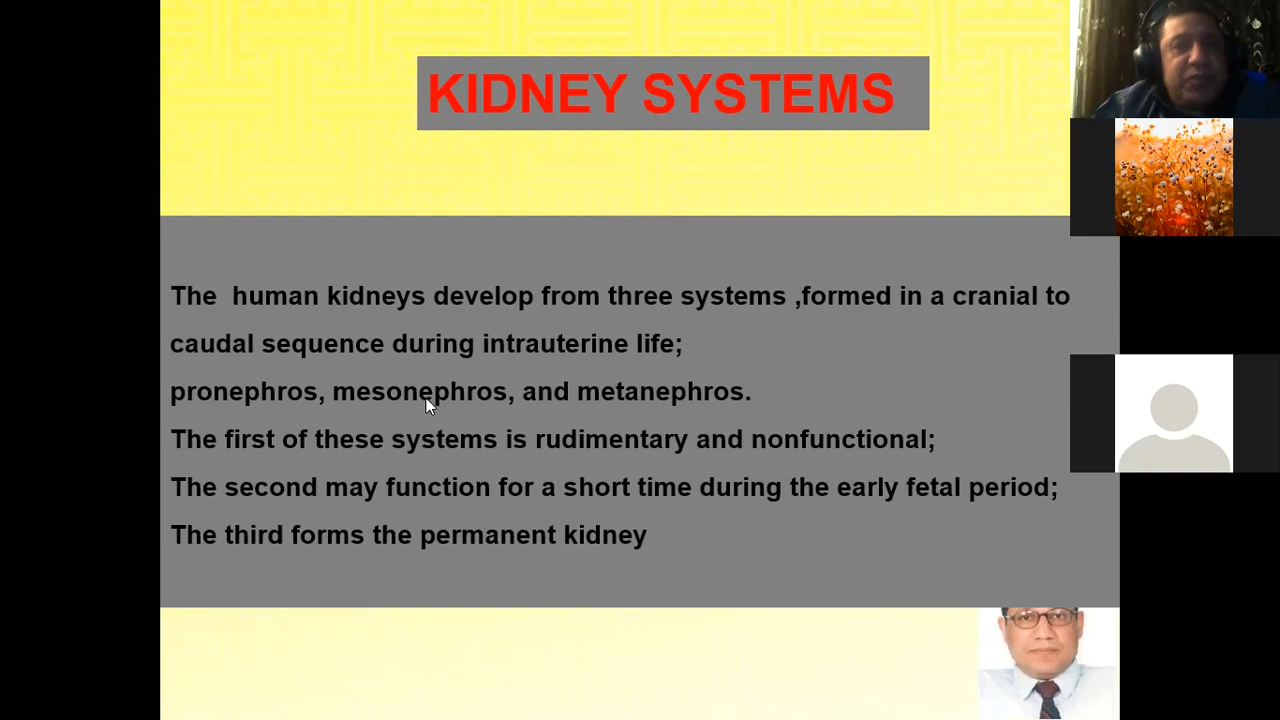 KIDNEY SYSTEMS
The human kidneys develop from three systems ,formed in a cranial to
caudal sequence during intrauterine life;
pronephros, mesonephros, and metanephros.
The first of these systems is rudimentary and nonfunctional;
The second may function for a short time during the early fetal period;
The third forms the permanent kidney